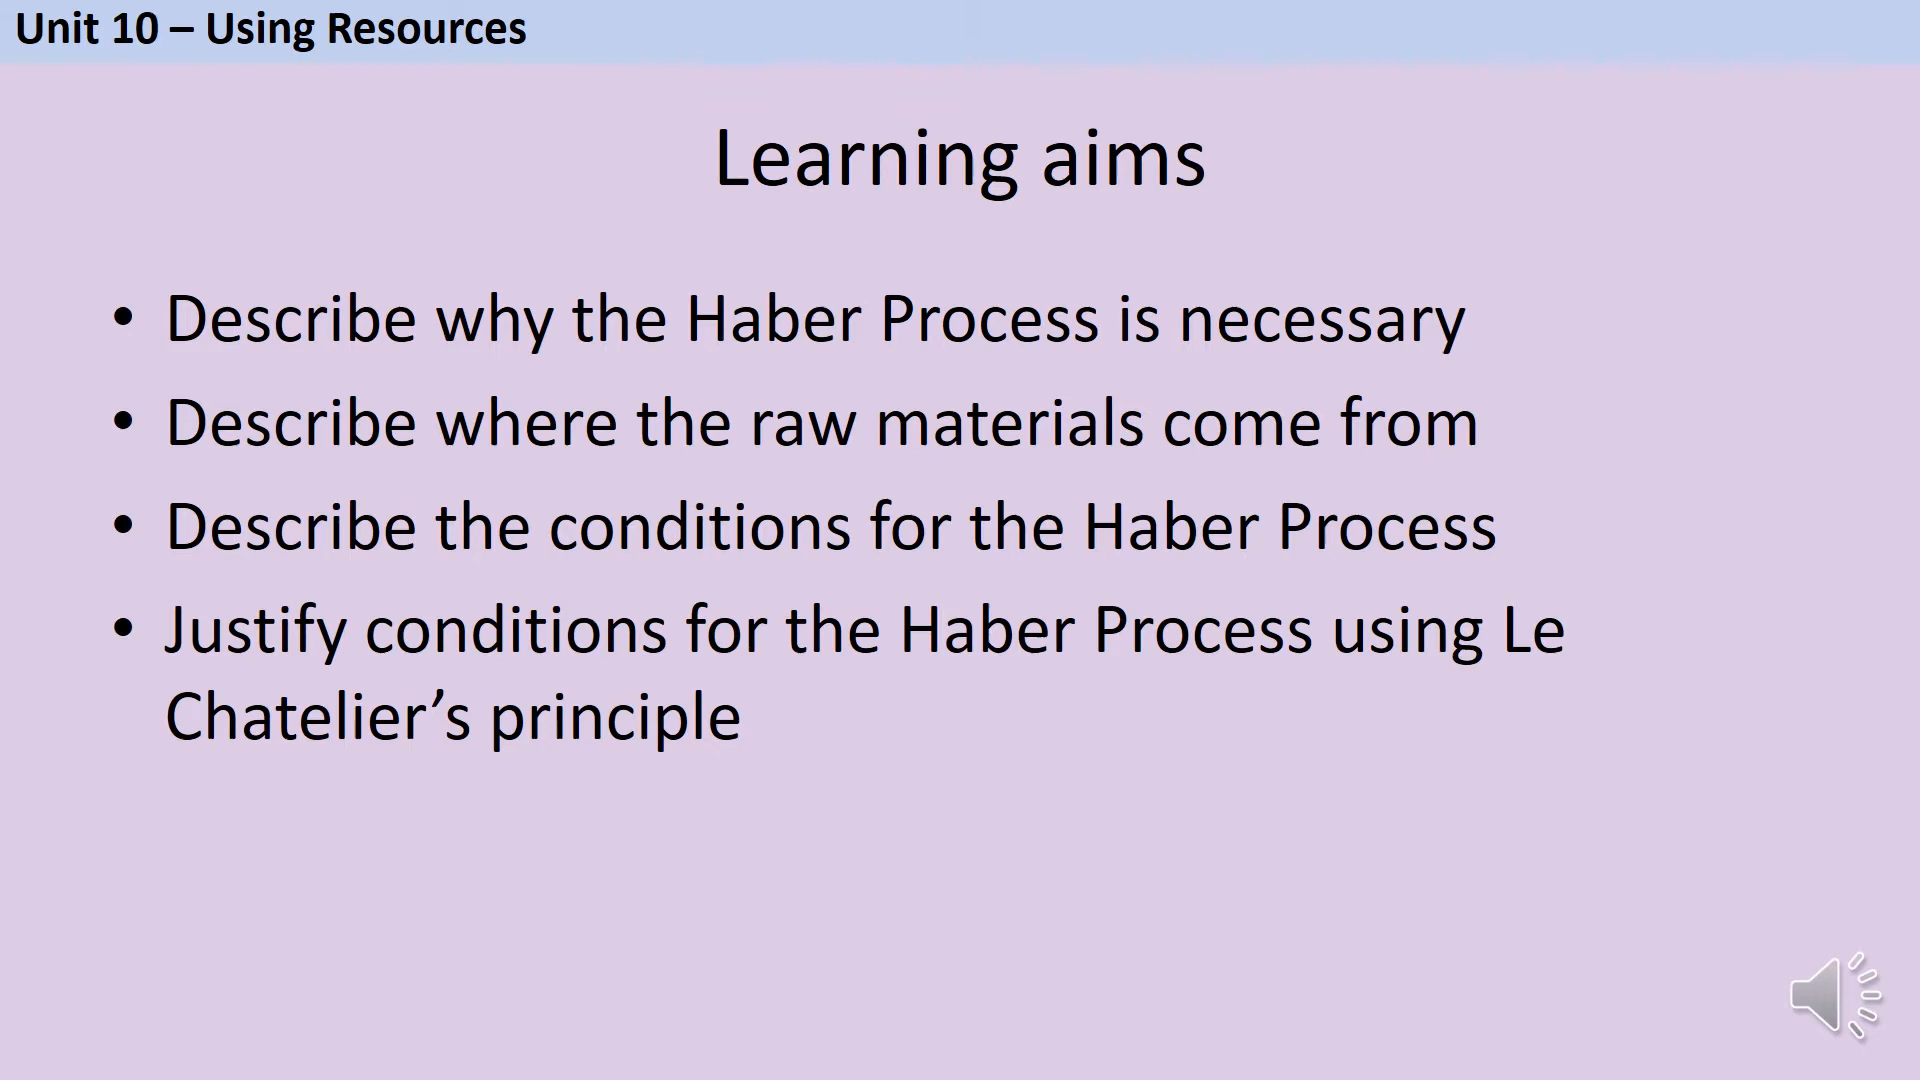 Unit 10 – Using Resources
Learning aims
• Describe why the Haber Process is necessary
• Describe where the raw materials come from
• Describe the conditions for the Haber Process
• Justify conditions for the Haber Process using Le
Chatelier’s principle